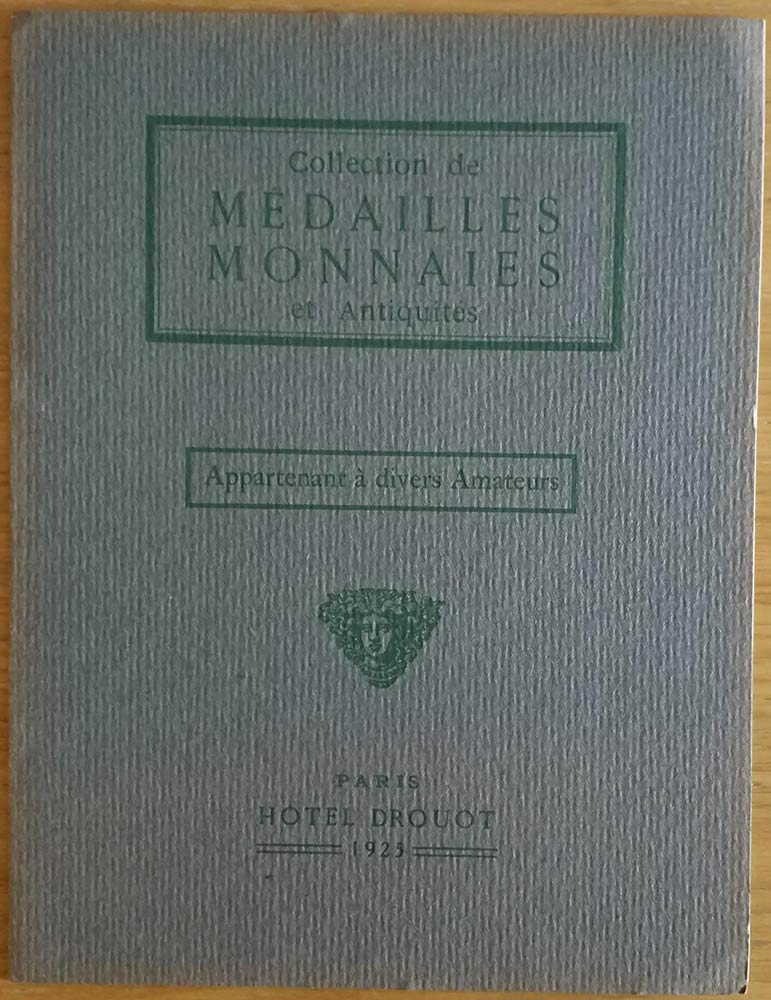 Collection de
MÉDAILLES
MONNAIES
et Antiquités
Appartenant à divers Amateurs
PARIS
HOTEL DROUOT
1925